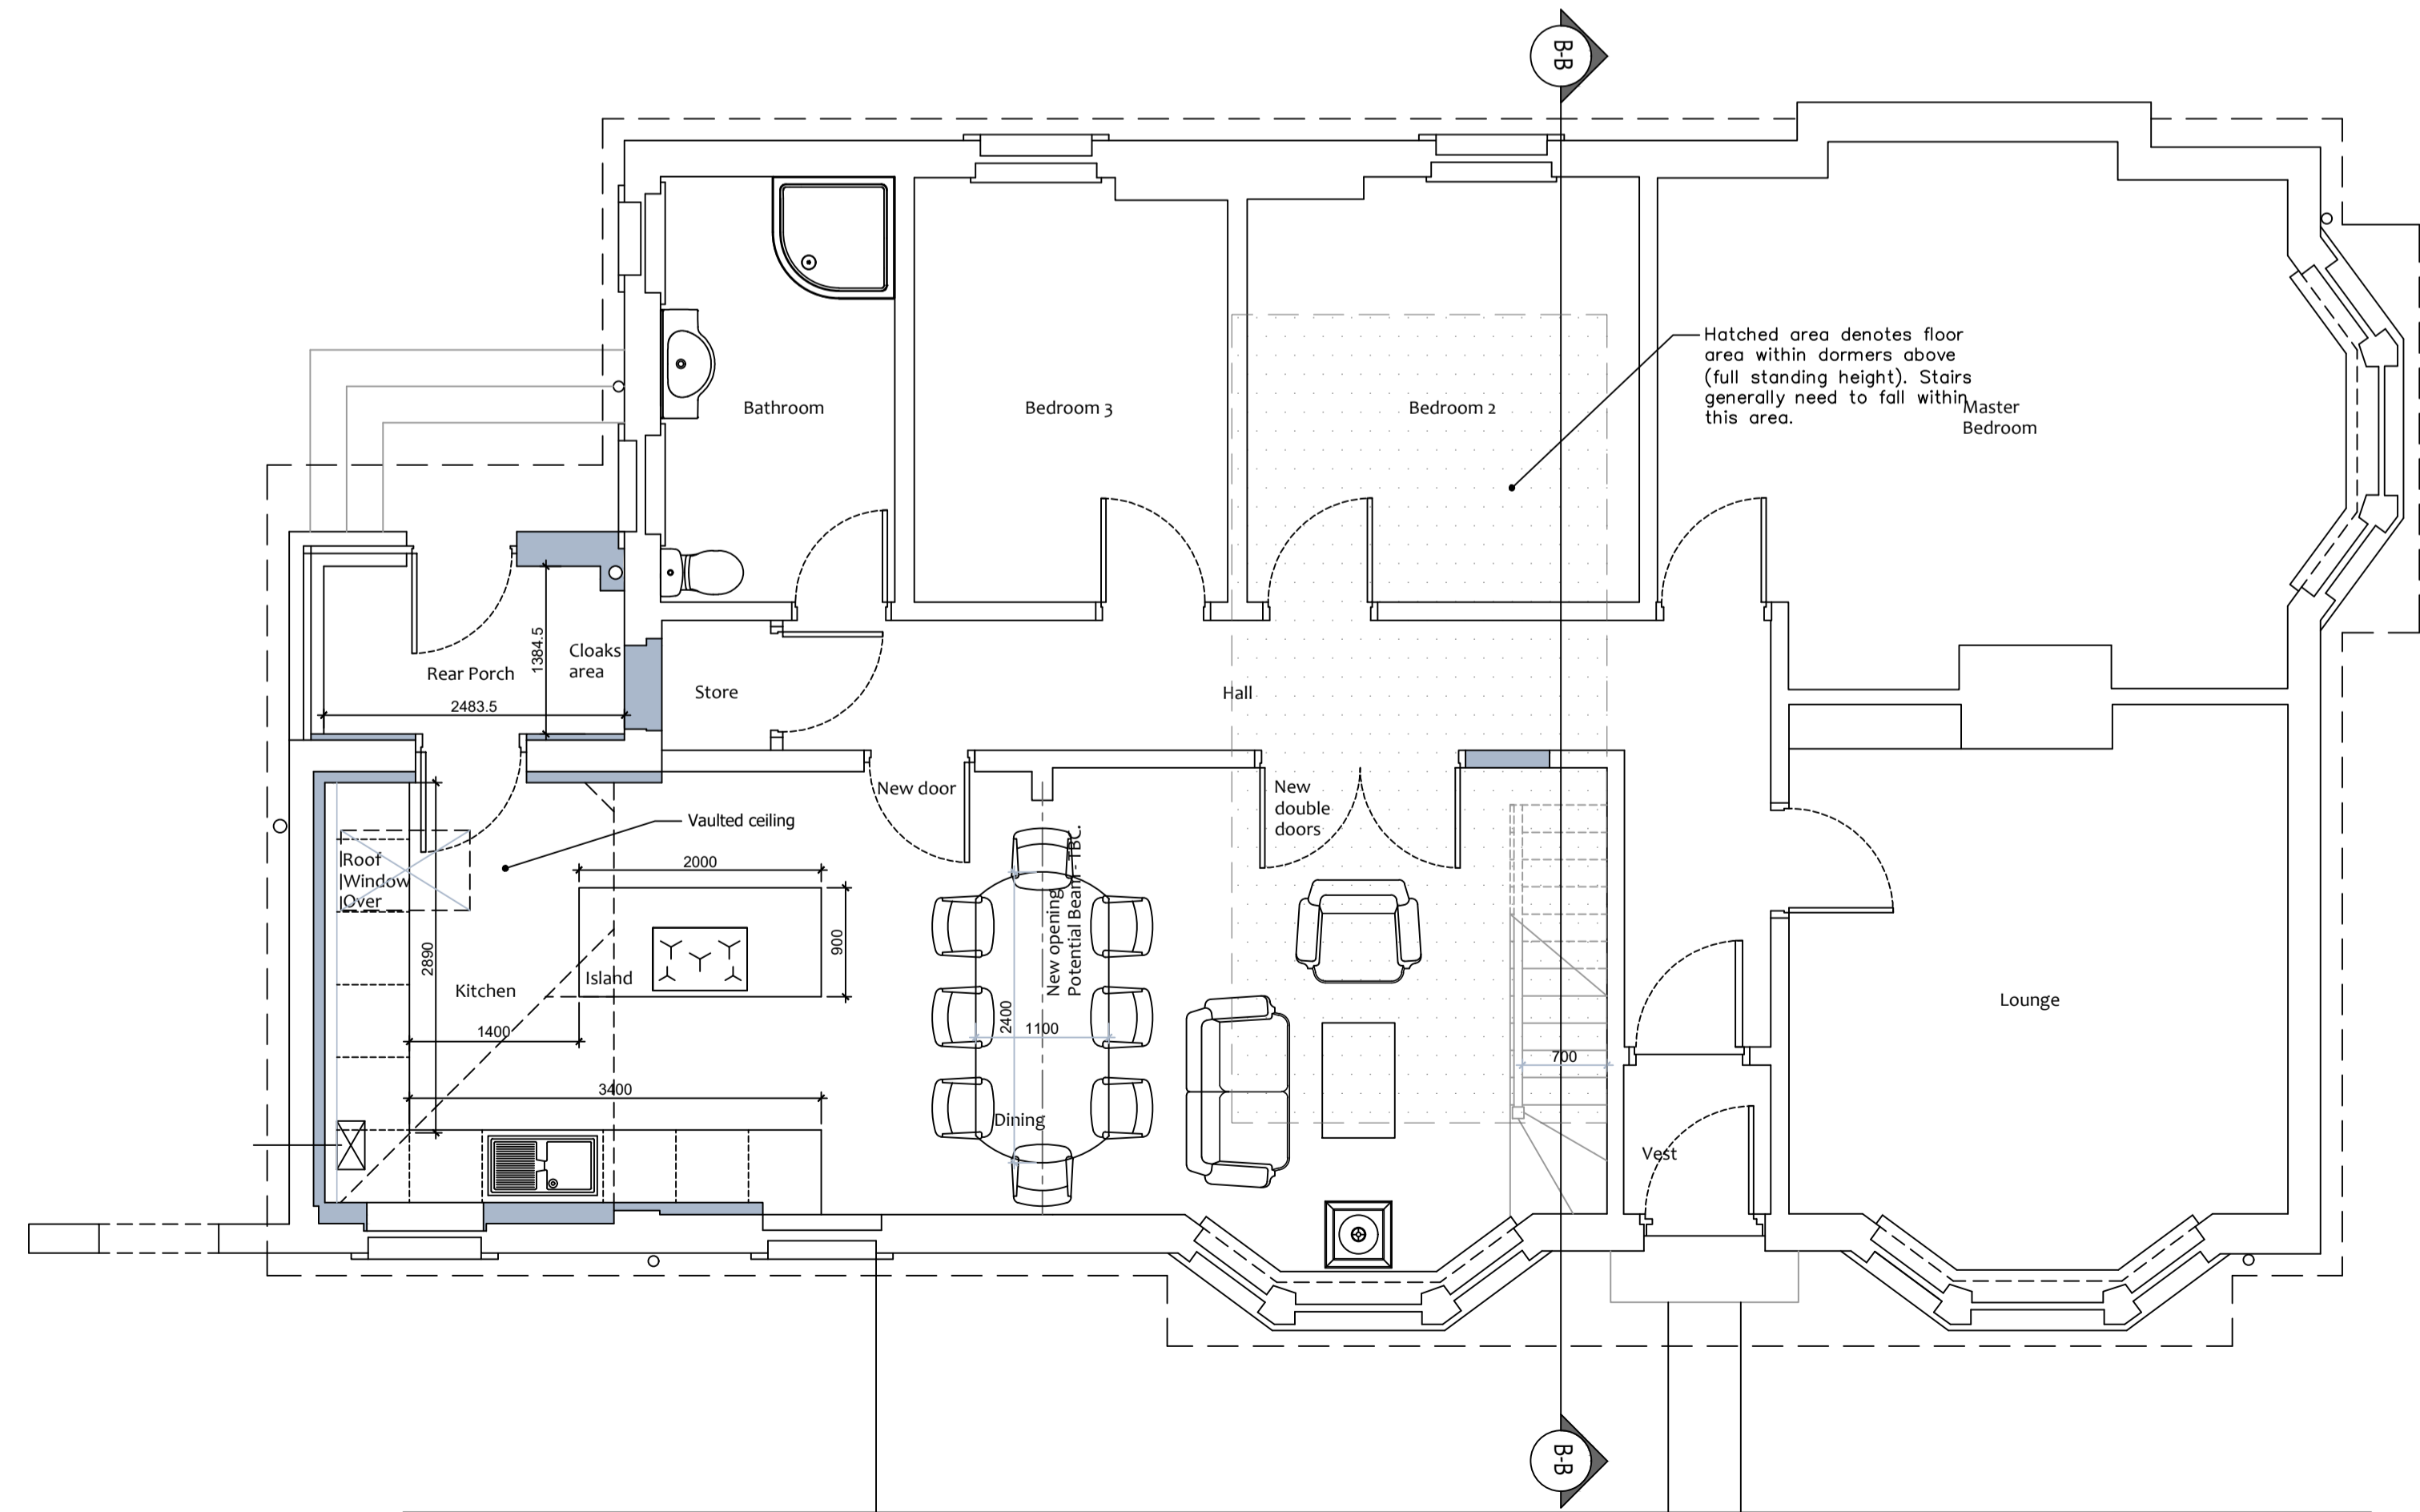 B-B
Hatched area denotes floor
area within dormers above
(full standing height). Stairs
generally need to fall within
this area.
Bathroom
Bedroom 3
Bedroom 2
Master
Bedroom
Rear Porch
1384.5
Cloaks
area
2483.5
Store
Hall
New door
New
double
doors
Vaulted ceiling
Roof
Window
Over
2000
900
2890
Kitchen
Island
1400
3400
New opening
Potential Beam - TBC.
2400
1100
Dining
700
Lounge
Vest
B-B